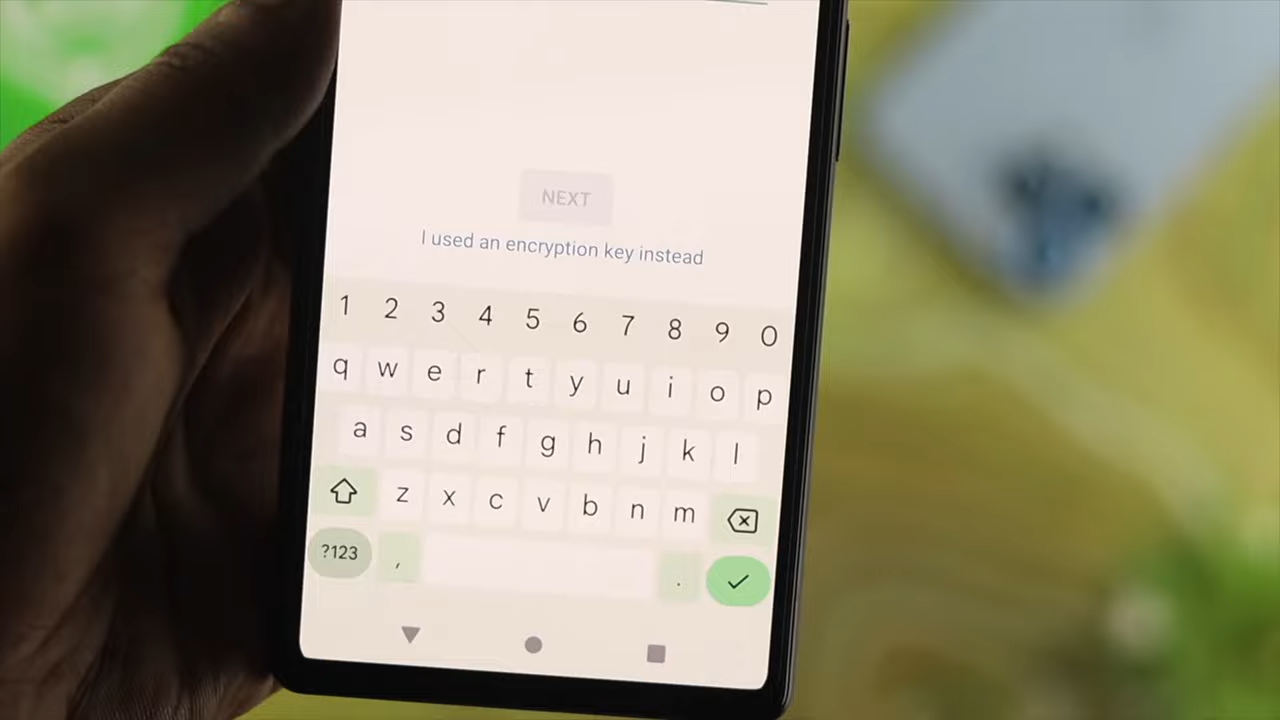 NEXT
I used an encryption key instead
1 2 3 4 5 6 7 8 9 0
q w e r t y u i o p
a s d f g h j k l
z x c v b n m
?123 , .